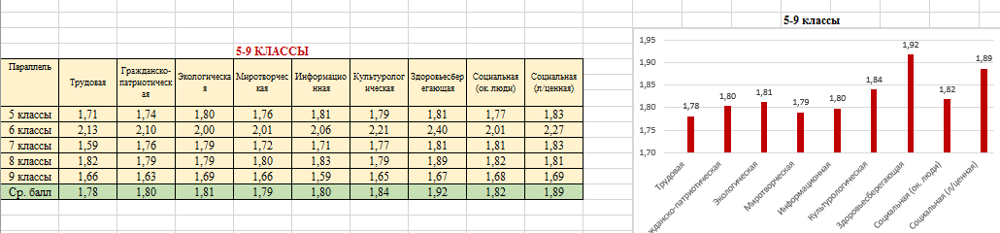 5-9 КЛАССЫ
Параллель Трудовая Гражданско-патриотическая Экологическая Миротворческая Информационная Культурологическая Здоровьесберегающая Социальная (ок. люди) Социальная (л/ценная)
5 классы 1,71 1,74 1,80 1,76 1,81 1,79 1,81 1,77 1,83
6 классы 2,13 2,10 2,00 2,01 2,06 2,21 2,40 2,01 2,27
7 классы 1,59 1,76 1,79 1,72 1,71 1,77 1,81 1,81 1,83
8 классы 1,82 1,79 1,79 1,80 1,83 1,79 1,89 1,82 1,81
9 классы 1,66 1,63 1,69 1,66 1,59 1,65 1,67 1,68 1,69
Ср. балл 1,78 1,80 1,81 1,79 1,80 1,84 1,92 1,82 1,89
5-9 классы
1,95
1,90
1,85
1,80
1,75
1,70
1,78 1,80 1,81 1,79 1,80 1,84 1,92 1,82 1,89
Трудовая
жданско-патриотическая
Экологическая
Миротворческая
Информационная
Культурологическая
Здоровьесберегающая
Социальная (ок. люди)
Социальная (л/ценная)